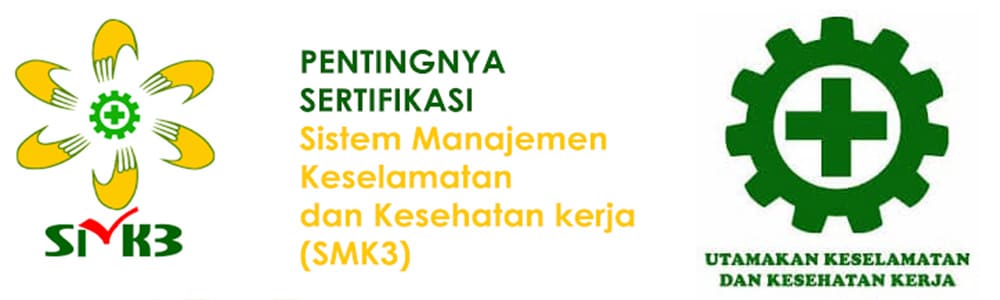 SMK3
PENTINGNYA
SERTIFIKASI
Sistem Manajemen
Keselamatan
dan Kesehatan kerja
(SMK3)
UTAMAKAN KESELAMATAN
DAN KESEHATAN KERJA